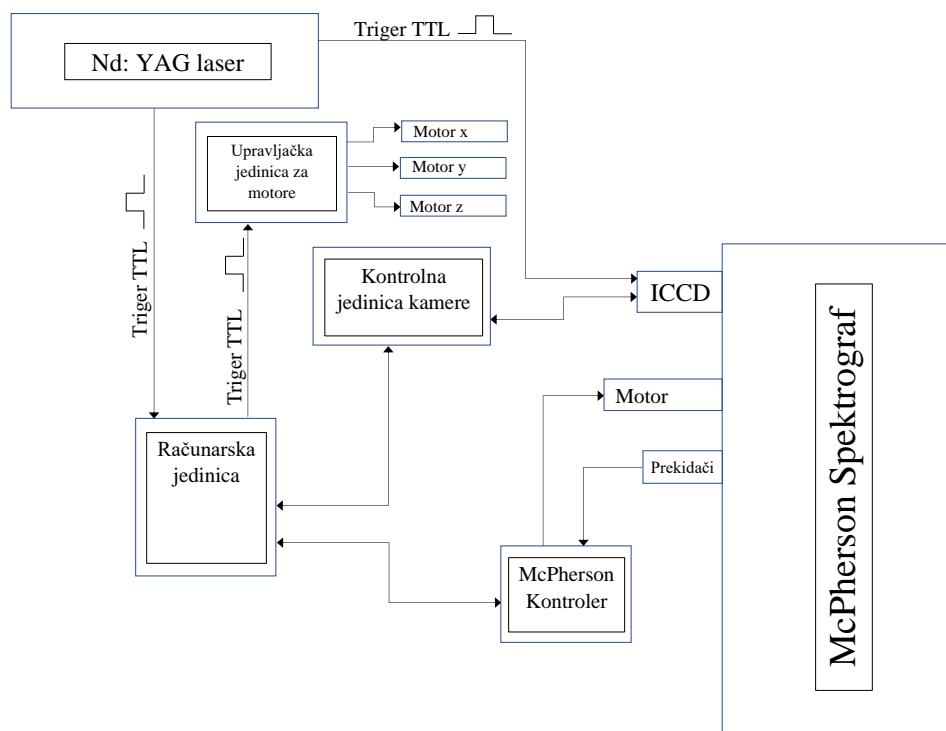 Triger TTL
Nd: YAG laser
Upravljačka
jedinica za
motore
Motor x
Motor y
Motor z
Triger TTL
Triger TTL
Kontrolna
jedinica kamere
ICCD
McPherson Spektrograf
Motor
Računarska
jedinica
Prekidači
McPherson
Kontroler